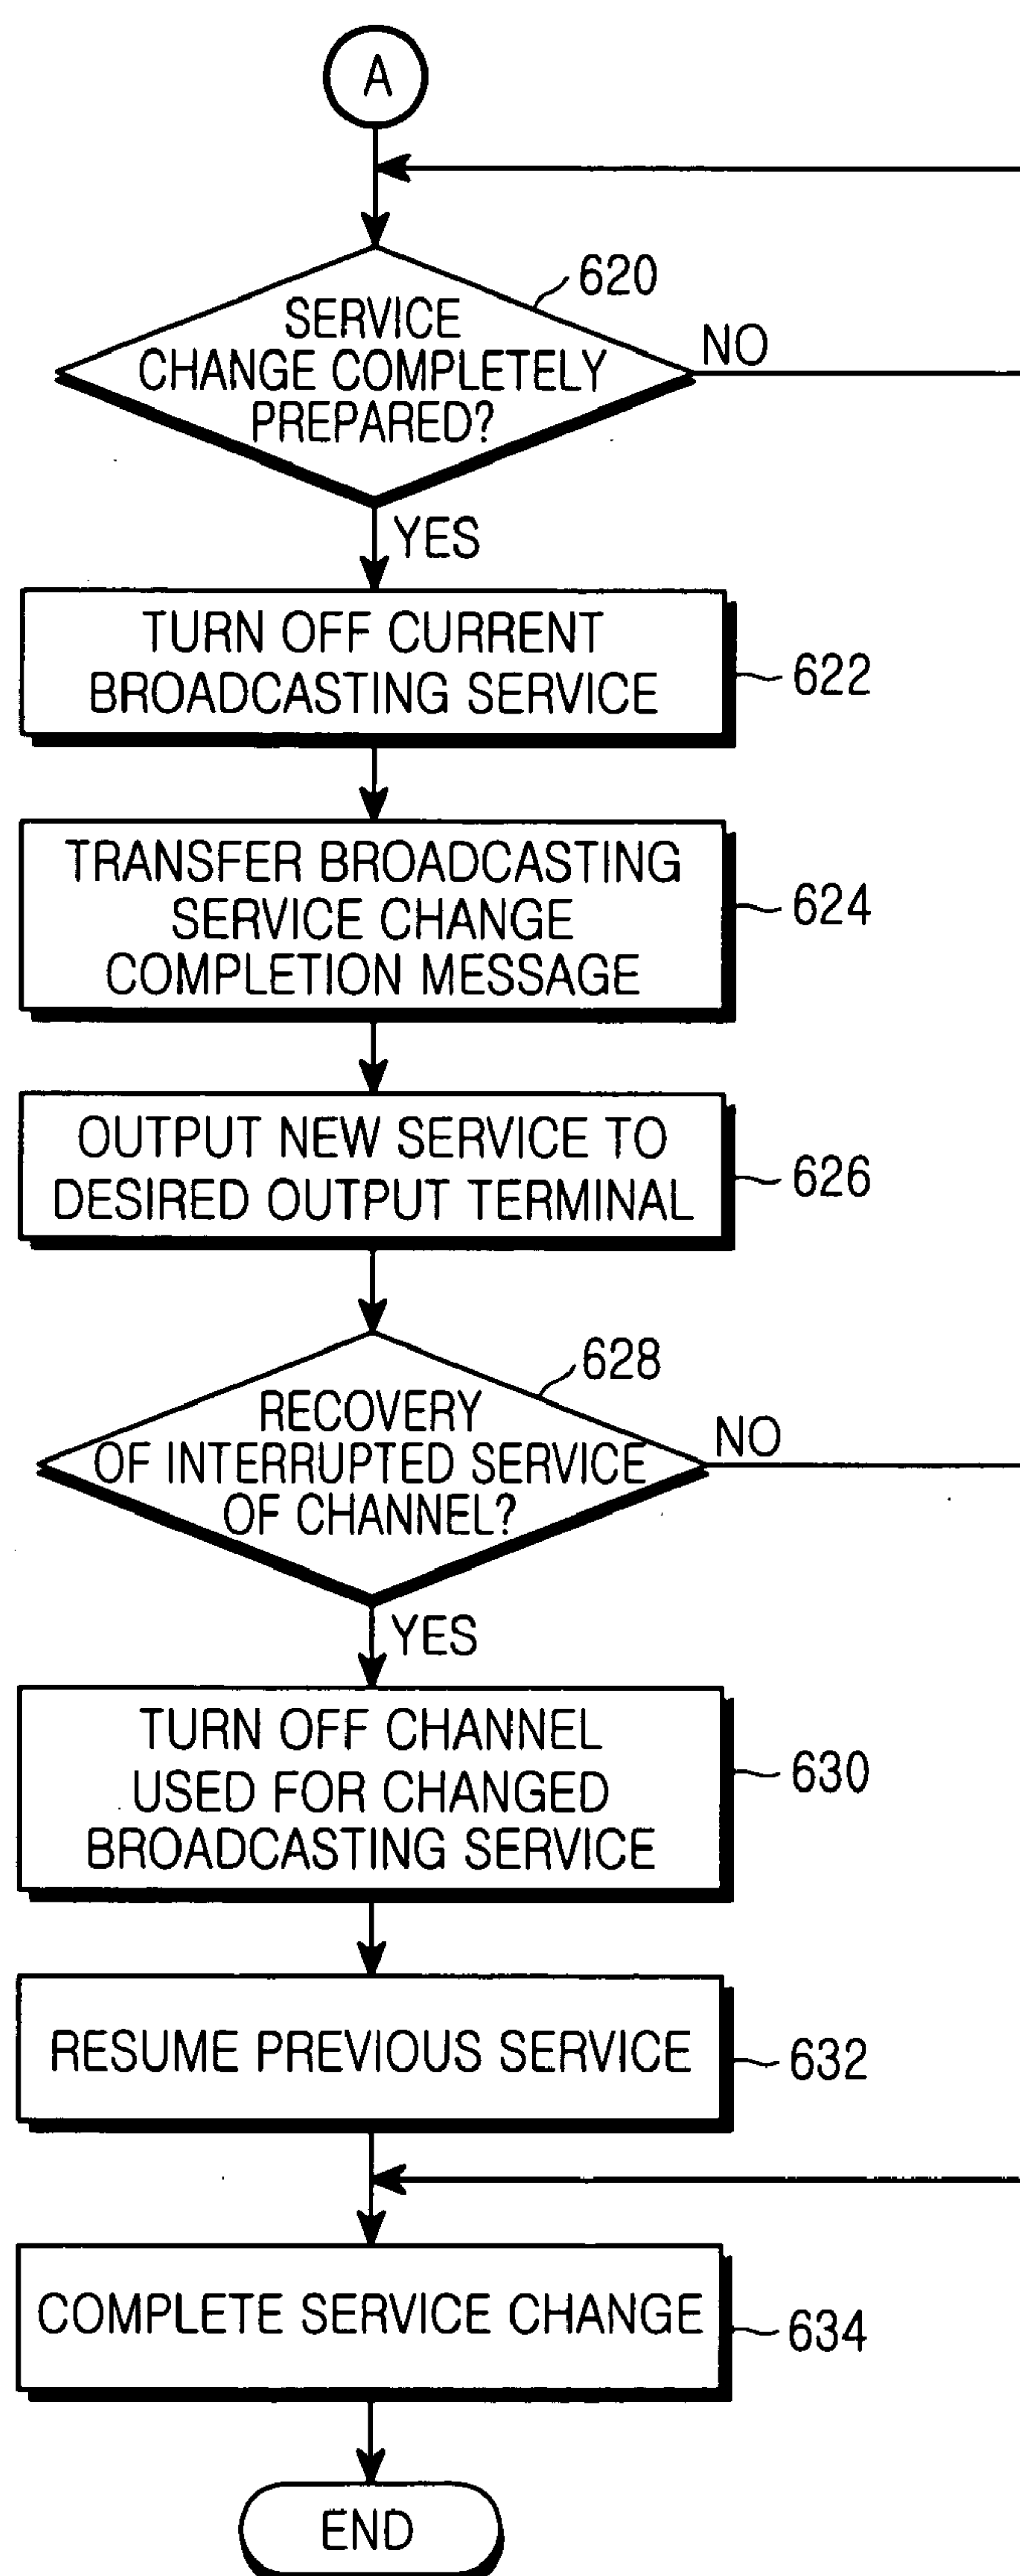 A
620
SERVICE
CHANGE COMPLETELY
PREPARED?
NO
YES
TURN OFF CURRENT
BROADCASTING SERVICE
622
TRANSFER BROADCASTING
SERVICE CHANGE
COMPLETION MESSAGE
624
OUTPUT NEW SERVICE TO
DESIRED OUTPUT TERMINAL
626
628
RECOVERY
OF INTERRUPTED SERVICE
OF CHANNEL?
NO
YES
TURN OFF CHANNEL
USED FOR CHANGED
BROADCASTING SERVICE
630
RESUME PREVIOUS SERVICE
632
COMPLETE SERVICE CHANGE
634
END